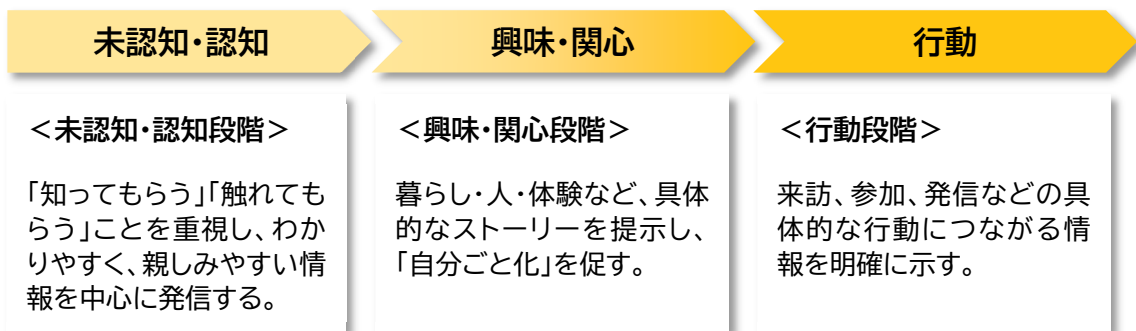 未認知・認知
興味・関心
行動
＜未認知・認知段階＞
「知ってもらう」「触れても
らう」ことを重視し、わか
りやすく、親しみやすい情
報を中心に発信する。
＜興味・関心段階＞
暮らし・人・体験など、具体
的なストーリーを提示し、
「自分ごと化」を促す。
＜行動段階＞
来訪、参加、発信などの具
体的な行動につながる情
報を明確に示す。